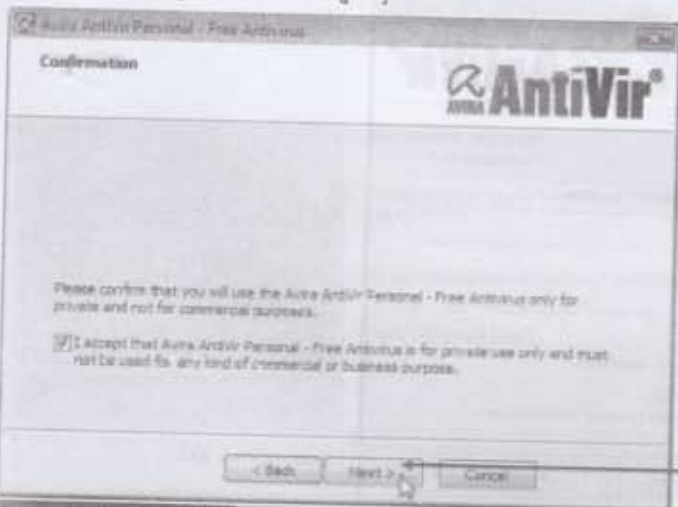 Avira AntiVir Personal - Free Antivirus
Confirmation
AVIRA AntiVir®
Please confirm that you will use the Avira AntiVir Personal - Free Antivirus only for
private and not for commercial purposes.
I accept that Avira AntiVir Personal - Free Antivirus is for private use only and must
not be used for any kind of commercial or business purpose.
< Back
Next >
Cancel